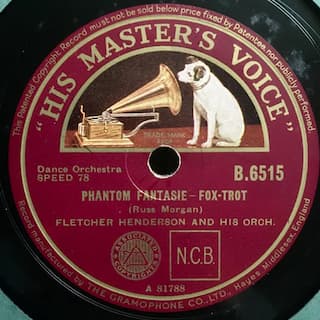 This Copyright Record must not be sold below price fixed by Patentee, nor publicly performed.
"HIS MASTER'S VOICE"
TRADE MARK
Dance Orchestra
SPEED 78
B.6515
PHANTOM FANTASIE – FOX-TROT
(Russ Morgan)
FLETCHER HENDERSON AND HIS ORCH.
ASSOCIATED
COPYRIGHT
N.C.B.
A 81788
Manufactured by THE GRAMOPHONE CO., LTD., Hayes, Middlesex, England